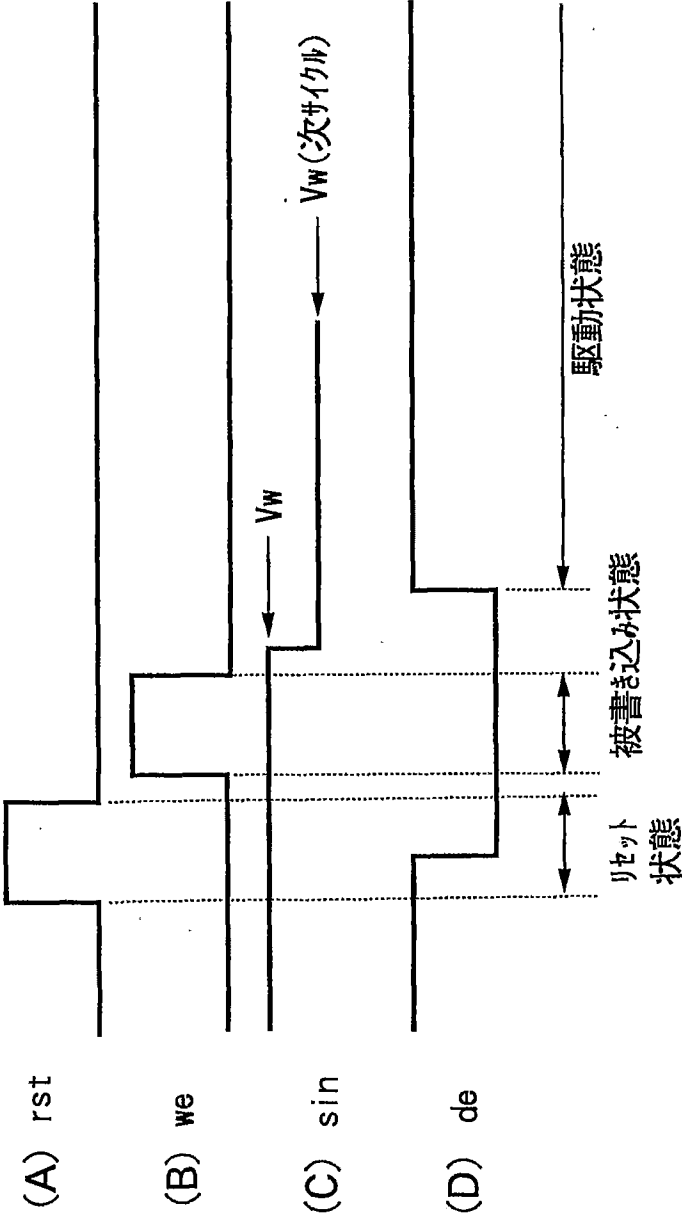 (A) rst
(B) we
(C) sin
(D) de
Vw
Vw(次サイクル)
リセット
状態
被書き込み状態
駆動状態